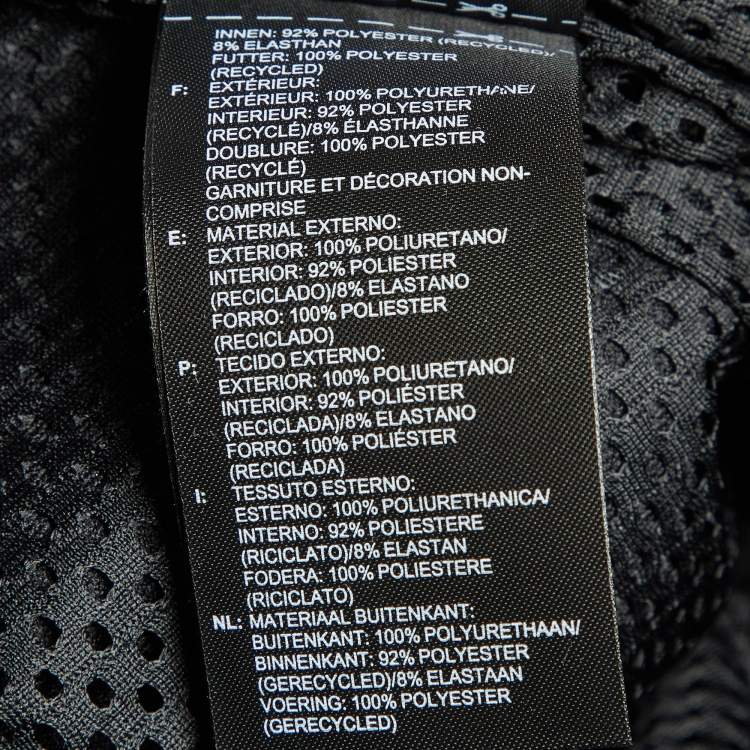 INNEN: 92% POLYESTER (RECYCLED)/
8% ELASTHAN
FUTTER: 100% POLYESTER
(RECYCLED)
F: EXTÉRIEUR:
EXTÉRIEUR: 100% POLYURETHANE/
INTERIEUR: 92% POLYESTER
(RECYCLÉ)/8% ÉLASTHANNE
DOUBLURE: 100% POLYESTER
(RECYCLÉ)
GARNITURE ET DÉCORATION NON-
COMPRISE
E: MATERIAL EXTERNO:
EXTERIOR: 100% POLIURETANO/
INTERIOR: 92% POLIESTER
(RECICLADO)/8% ELASTANO
FORRO: 100% POLIESTER
(RECICLADO)
P: TECIDO EXTERNO:
EXTERIOR: 100% POLIURETANO/
INTERIOR: 92% POLIÉSTER
(RECICLADA)/8% ELASTANO
FORRO: 100% POLIÉSTER
(RECICLADA)
I: TESSUTO ESTERNO:
ESTERNO: 100% POLIURETHANICA/
INTERNO: 92% POLIESTERE
(RICICLATO)/8% ELASTAN
FODERA: 100% POLIESTERE
(RICICLATO)
NL: MATERIAAL BUITENKANT:
BUITENKANT: 100% POLYURETHAAN/
BINNENKANT: 92% POLYESTER
(GERECYCLED)/8% ELASTAAN
VOERING: 100% POLYESTER
(GERECYCLED)